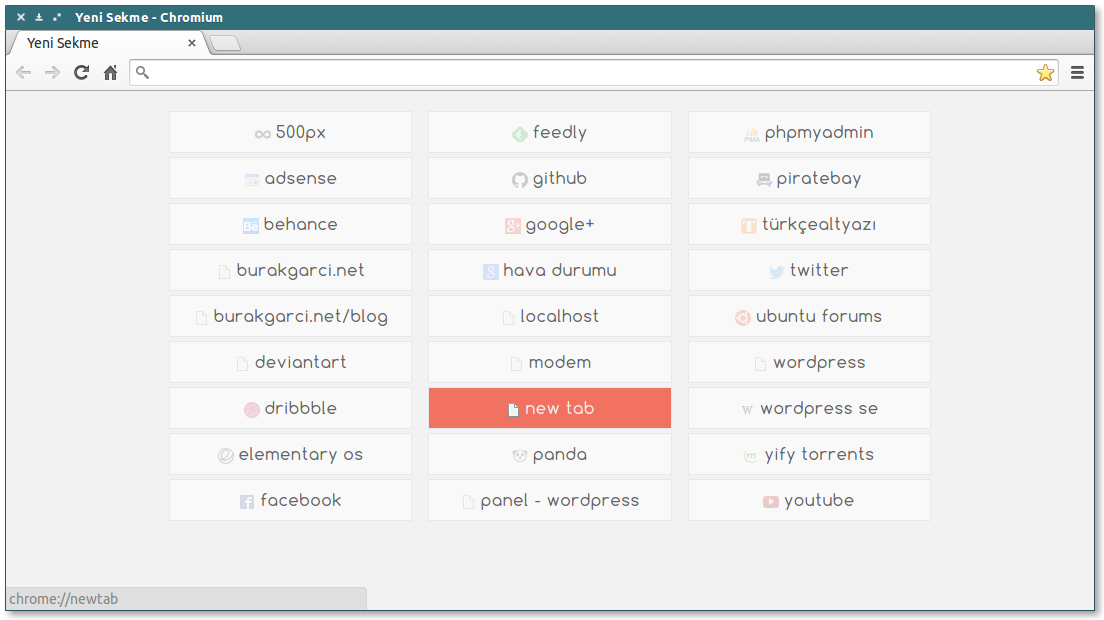 Yeni Sekme - Chromium
Yeni Sekme
500px
feedly
phpmyadmin
adsense
github
piratebay
behance
google+
türkçealtyazı
burakgarci.net
hava durumu
twitter
burakgarci.net/blog
localhost
ubuntu forums
deviantart
modem
wordpress
dribbble
new tab
wordpress se
elementary os
panda
yify torrents
facebook
panel - wordpress
youtube
chrome://newtab